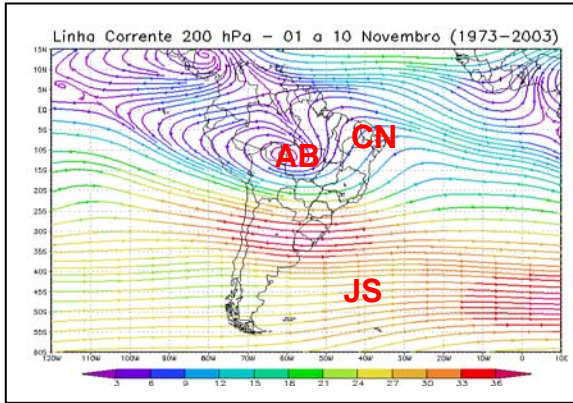 Linha Corrente 200 hPa – 01 a 10 Novembro (1973–2003)
15N
10N
5N
EQ
5S
10S
15S
20S
25S
30S
35S
40S
45S
50S
55S
60S
AB
CN
JS
120W 110W 100W 90W 80W 70W 60W 50W 40W 30W 20W 10W 0 10E
3 6 9 12 15 18 21 24 27 30 33 36